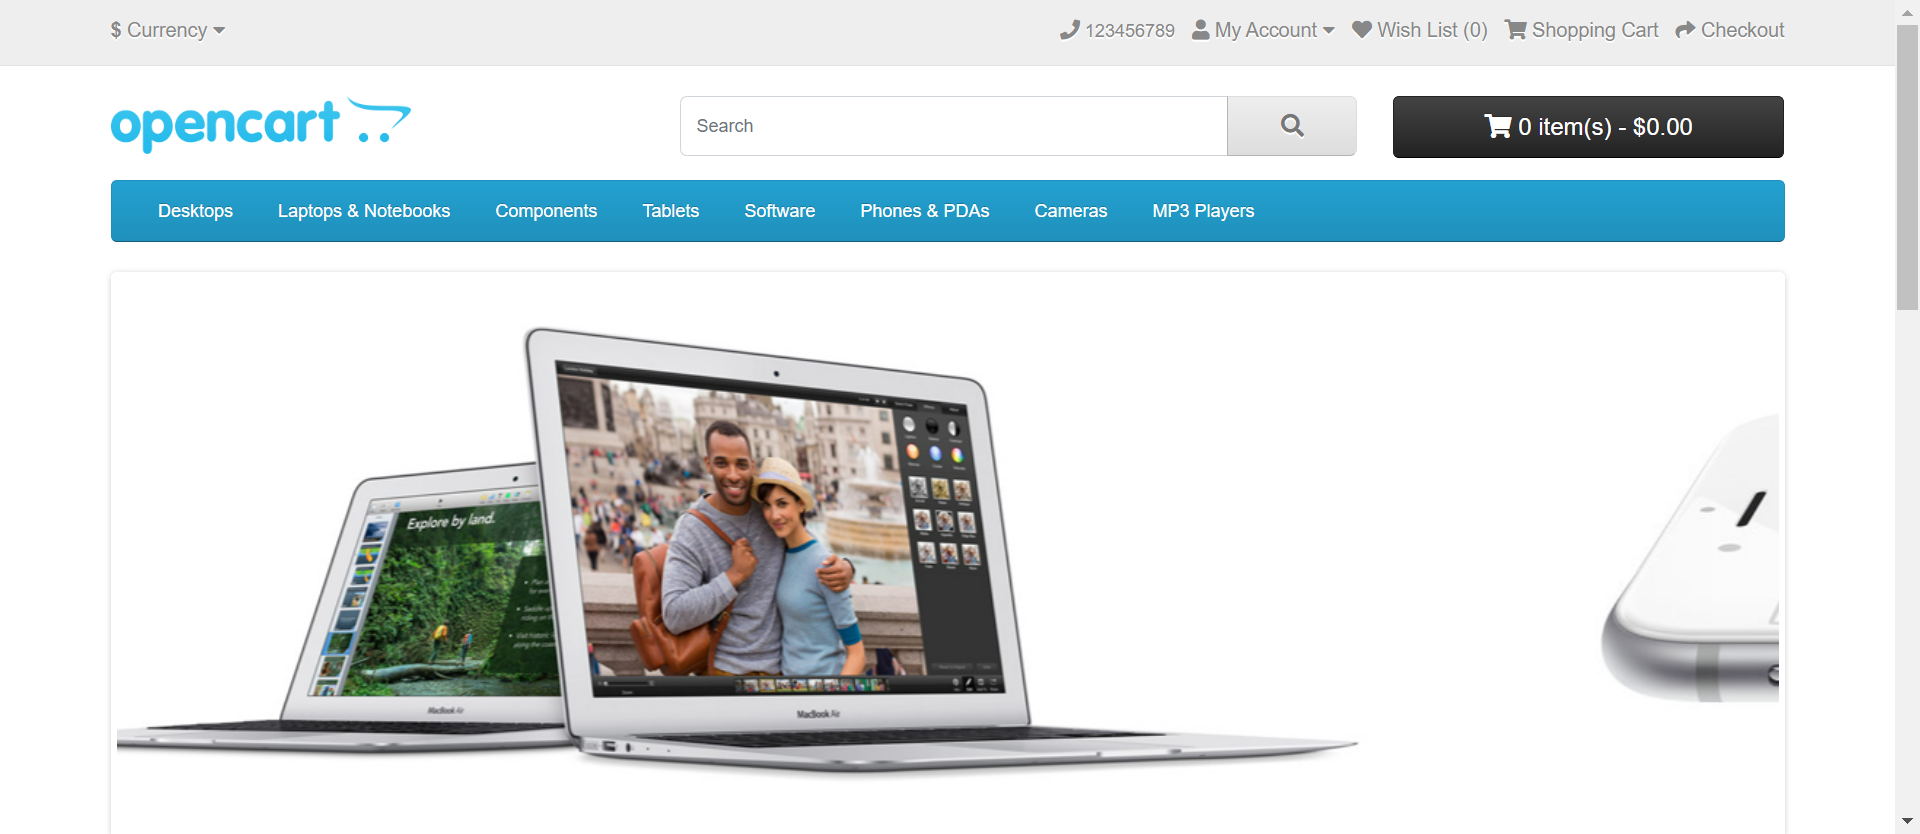 $ Currency
123456789 My Account Wish List (0) Shopping Cart Checkout
opencart
Search
0 item(s) - $0.00
Desktops Laptops & Notebooks Components Tablets Software Phones & PDAs Cameras MP3 Players
Explore by land.
MacBook Air
MacBook Air